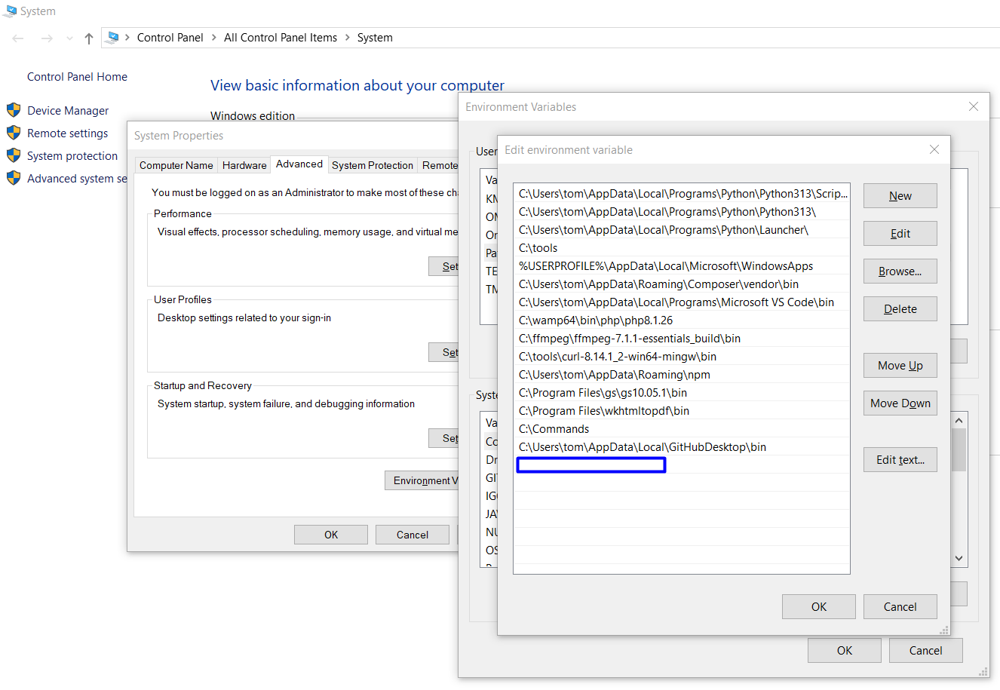 System
Control Panel > All Control Panel Items > System
Control Panel Home
Device Manager
Remote settings
System protection
Advanced system se
View basic information about your computer
Windows edition
System Properties
Computer Name
Hardware
Advanced
System Protection
Remote
You must be logged on as an Administrator to make most of these cha
Performance
Visual effects, processor scheduling, memory usage, and virtual me
Set
User Profiles
Desktop settings related to your sign-in
Set
Startup and Recovery
System startup, system failure, and debugging information
Set
Environment V
OK
Cancel
Environment Variables
User
Va
KM
Or
Pa
TE
TM
Syste
Va
Co
Dr
GIT
IGC
JA
NU
OS
OK
Cancel
Edit environment variable
C:\Users\tom\AppData\Local\Programs\Python\Python313\Scrip...
C:\Users\tom\AppData\Local\Programs\Python\Python313\
C:\Users\tom\AppData\Local\Programs\Python\Launcher\
C:\tools
%USERPROFILE%\AppData\Local\Microsoft\WindowsApps
C:\Users\tom\AppData\Roaming\Composer\vendor\bin
C:\Users\tom\AppData\Local\Programs\Microsoft VS Code\bin
C:\wamp64\bin\php\php8.1.26
C:\ffmpeg\ffmpeg-7.1.1-essentials_build\bin
C:\tools\curl-8.14.1_2-win64-mingw\bin
C:\Users\tom\AppData\Roaming\npm
C:\Program Files\gs\gs10.05.1\bin
C:\Program Files\wkhtmltopdf\bin
C:\Commands
C:\Users\tom\AppData\Local\GitHubDesktop\bin
New
Edit
Browse...
Delete
Move Up
Move Down
Edit text...
OK
Cancel